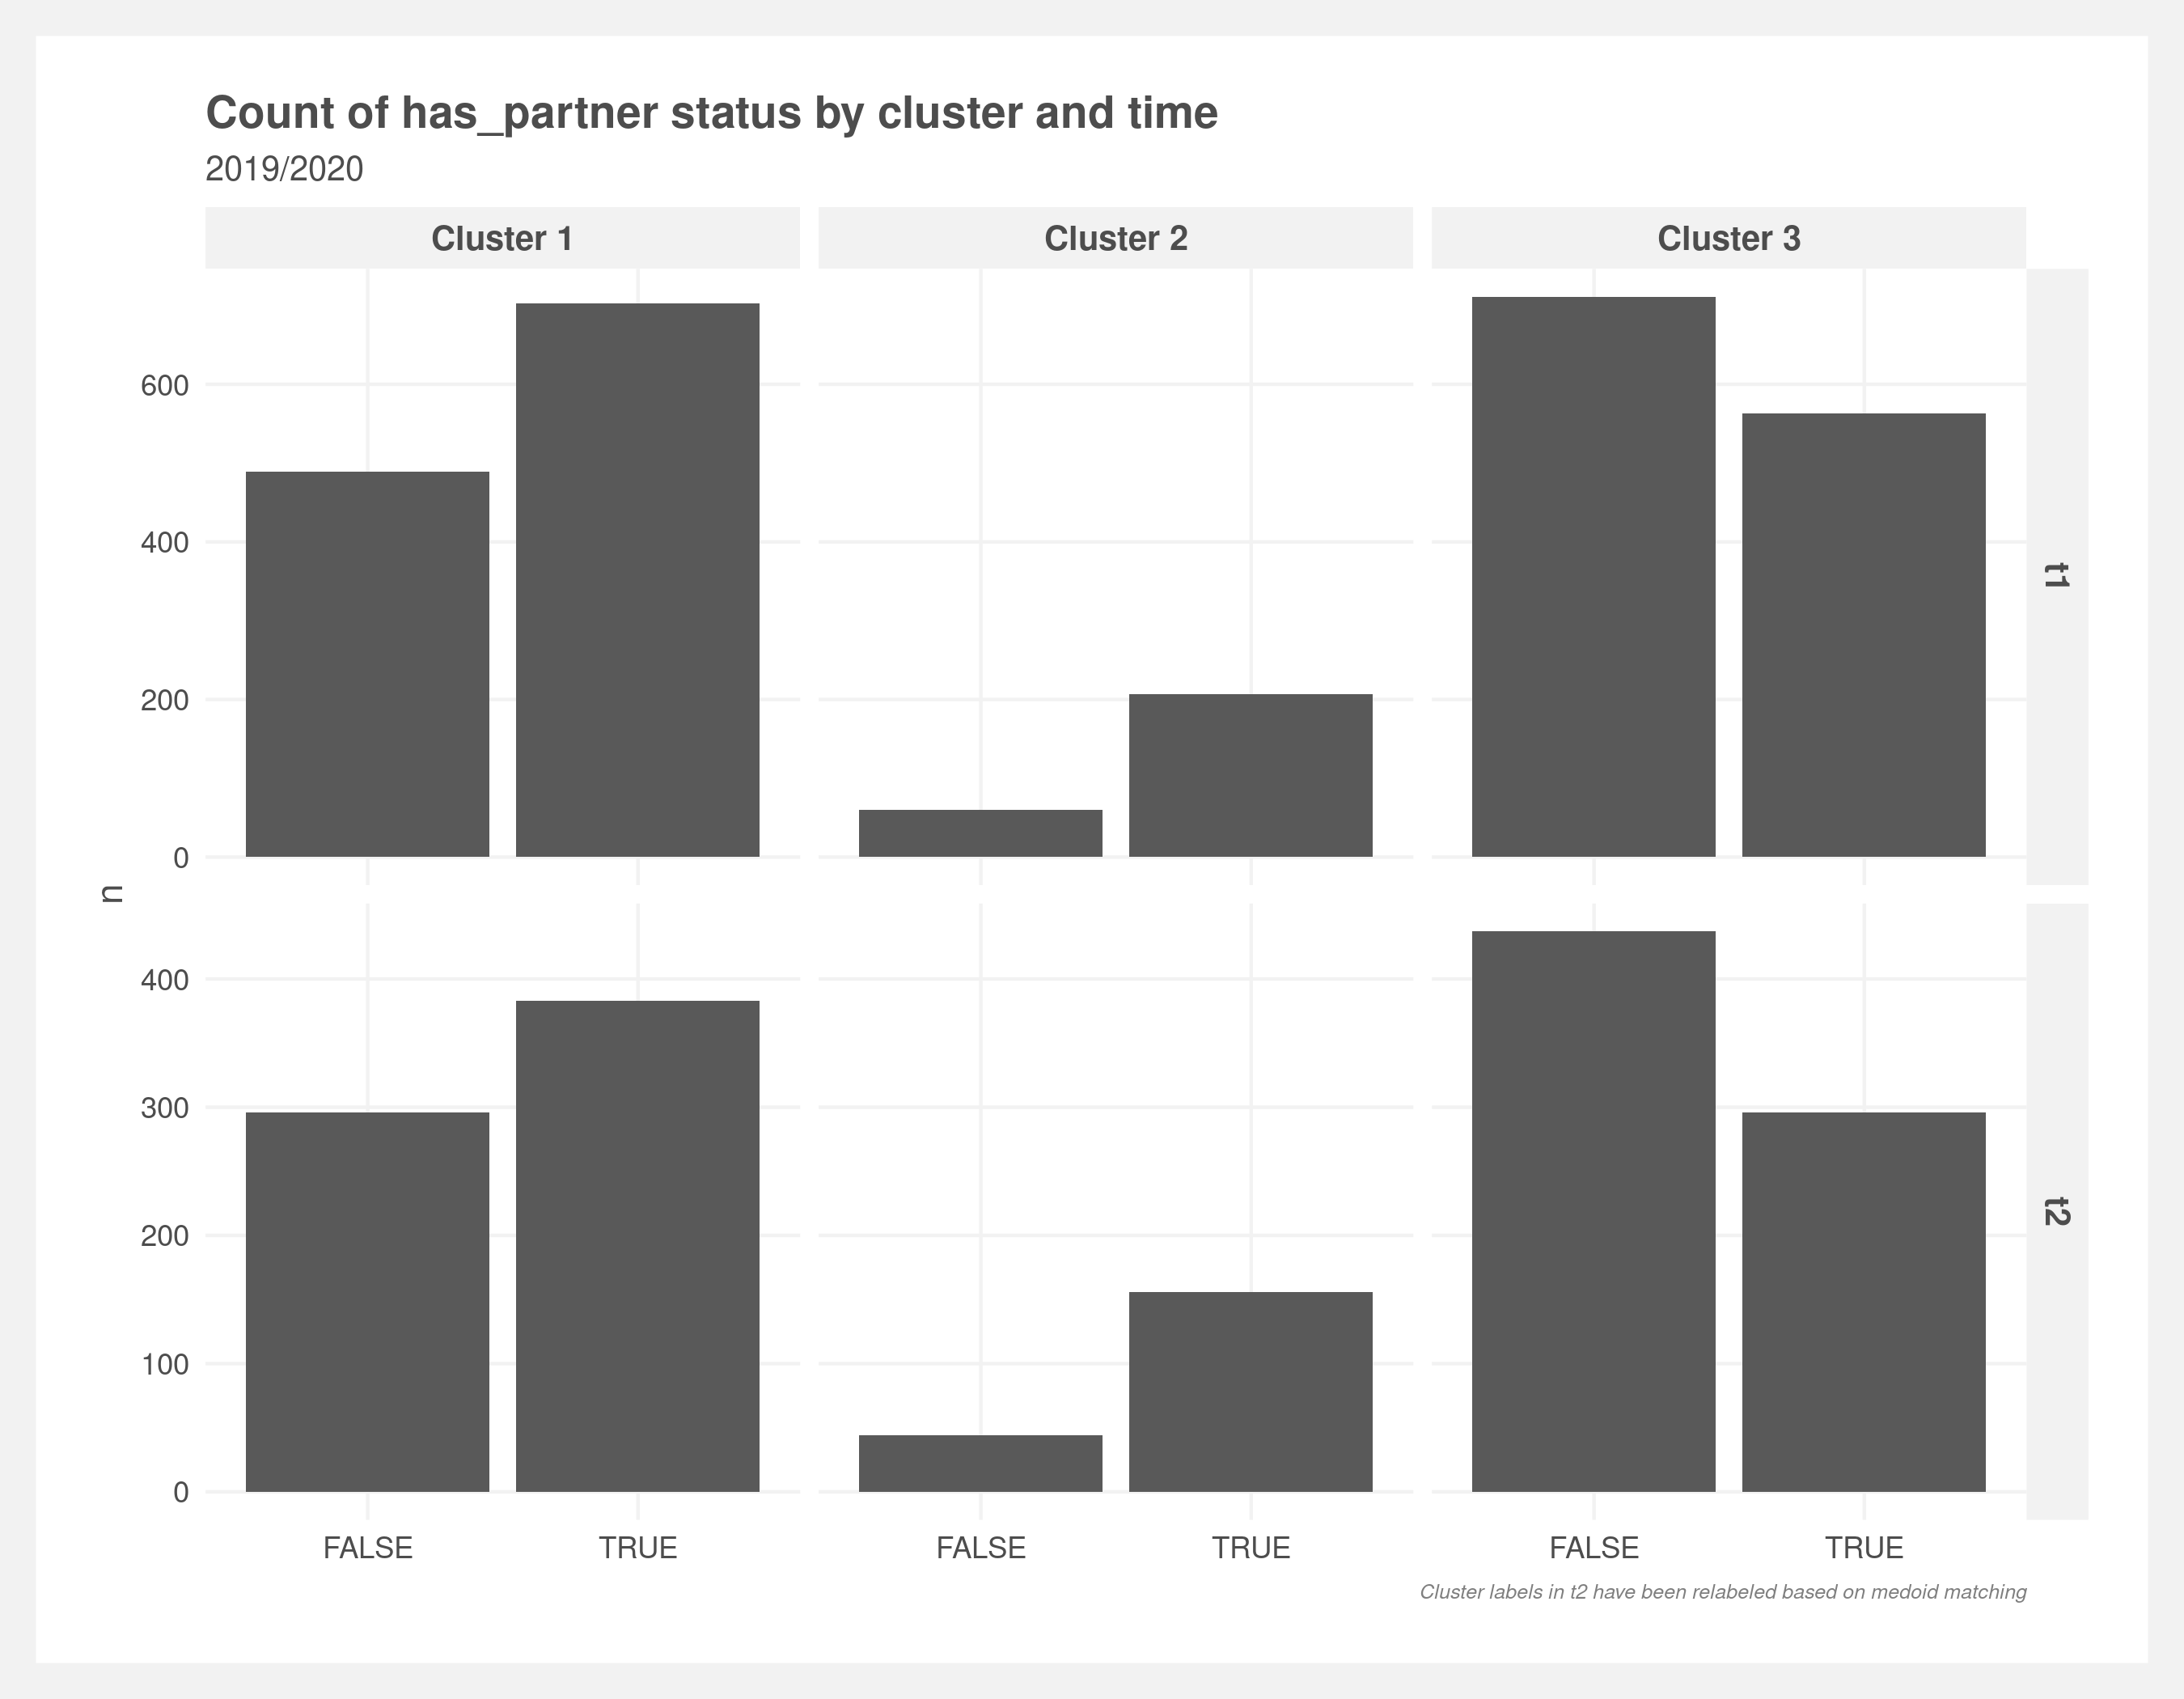 Count of has_partner status by cluster and time
2019/2020
Cluster 1
Cluster 2
Cluster 3
600
400
200
0
t1
n
400
300
200
100
0
t2
FALSE
TRUE
FALSE
TRUE
FALSE
TRUE
Cluster labels in t2 have been relabeled based on medoid matching